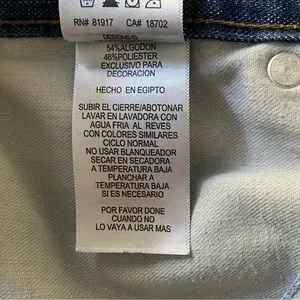 RN# 81917 CA# 18702
DESIGNS©
54%ALGODON
46%POLIESTER
EXCLUSIVO PARA
DECORACION
HECHO EN EGIPTO
SUBIR EL CIERRE/ABOTONAR
LAVAR EN LAVADORA CON
AGUA FRIA AL REVES
CON COLORES SIMILARES
CICLO NORMAL
NO USAR BLANQUEADOR
SECAR EN SECADORA
A TEMPERATURA BAJA
PLANCHAR A
TEMPERATURA BAJA
SI ES NECESARIO
POR FAVOR DONE
CUANDO NO
LO VAYA A USAR MAS